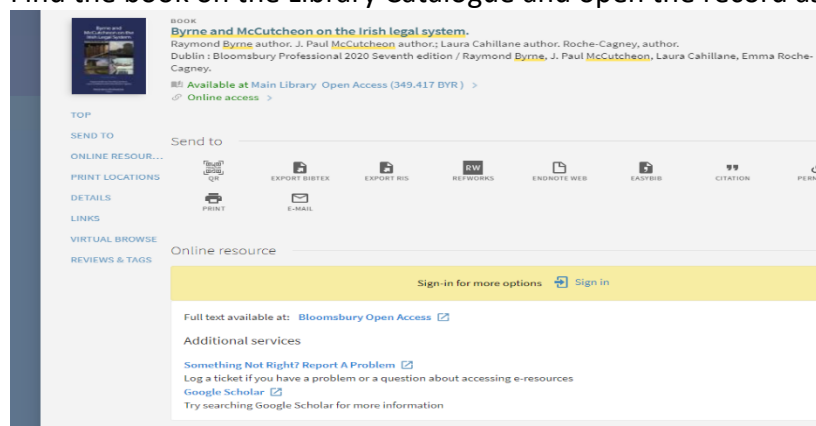 Find the book on the Library Catalogue and open the record
BOOK
Byrne and McCutcheon on the Irish legal system.
Raymond Byrne author. J. Paul McCutcheon author.; Laura Cahillane author. Roche-Cagney, author.
Dublin : Bloomsbury Professional 2020 Seventh edition / Raymond Byrne, J. Paul McCutcheon, Laura Cahillane, Emma Roche-
Cagney.
Available at Main Library Open Access (349.417 BYR ) >
Online access >
TOP
SEND TO
ONLINE RESOUR...
PRINT LOCATIONS
DETAILS
LINKS
VIRTUAL BROWSE
REVIEWS & TAGS
Send to
QR
EXPORT BIBTEX
EXPORT RIS
RW
REFWORKS
ENDNOTE WEB
EASYBIB
CITATION
PERM
PRINT
E-MAIL
Online resource
Sign-in for more options Sign in
Full text available at: Bloomsbury Open Access
Additional services
Something Not Right? Report A Problem
Log a ticket if you have a problem or a question about accessing e-resources
Google Scholar
Try searching Google Scholar for more information